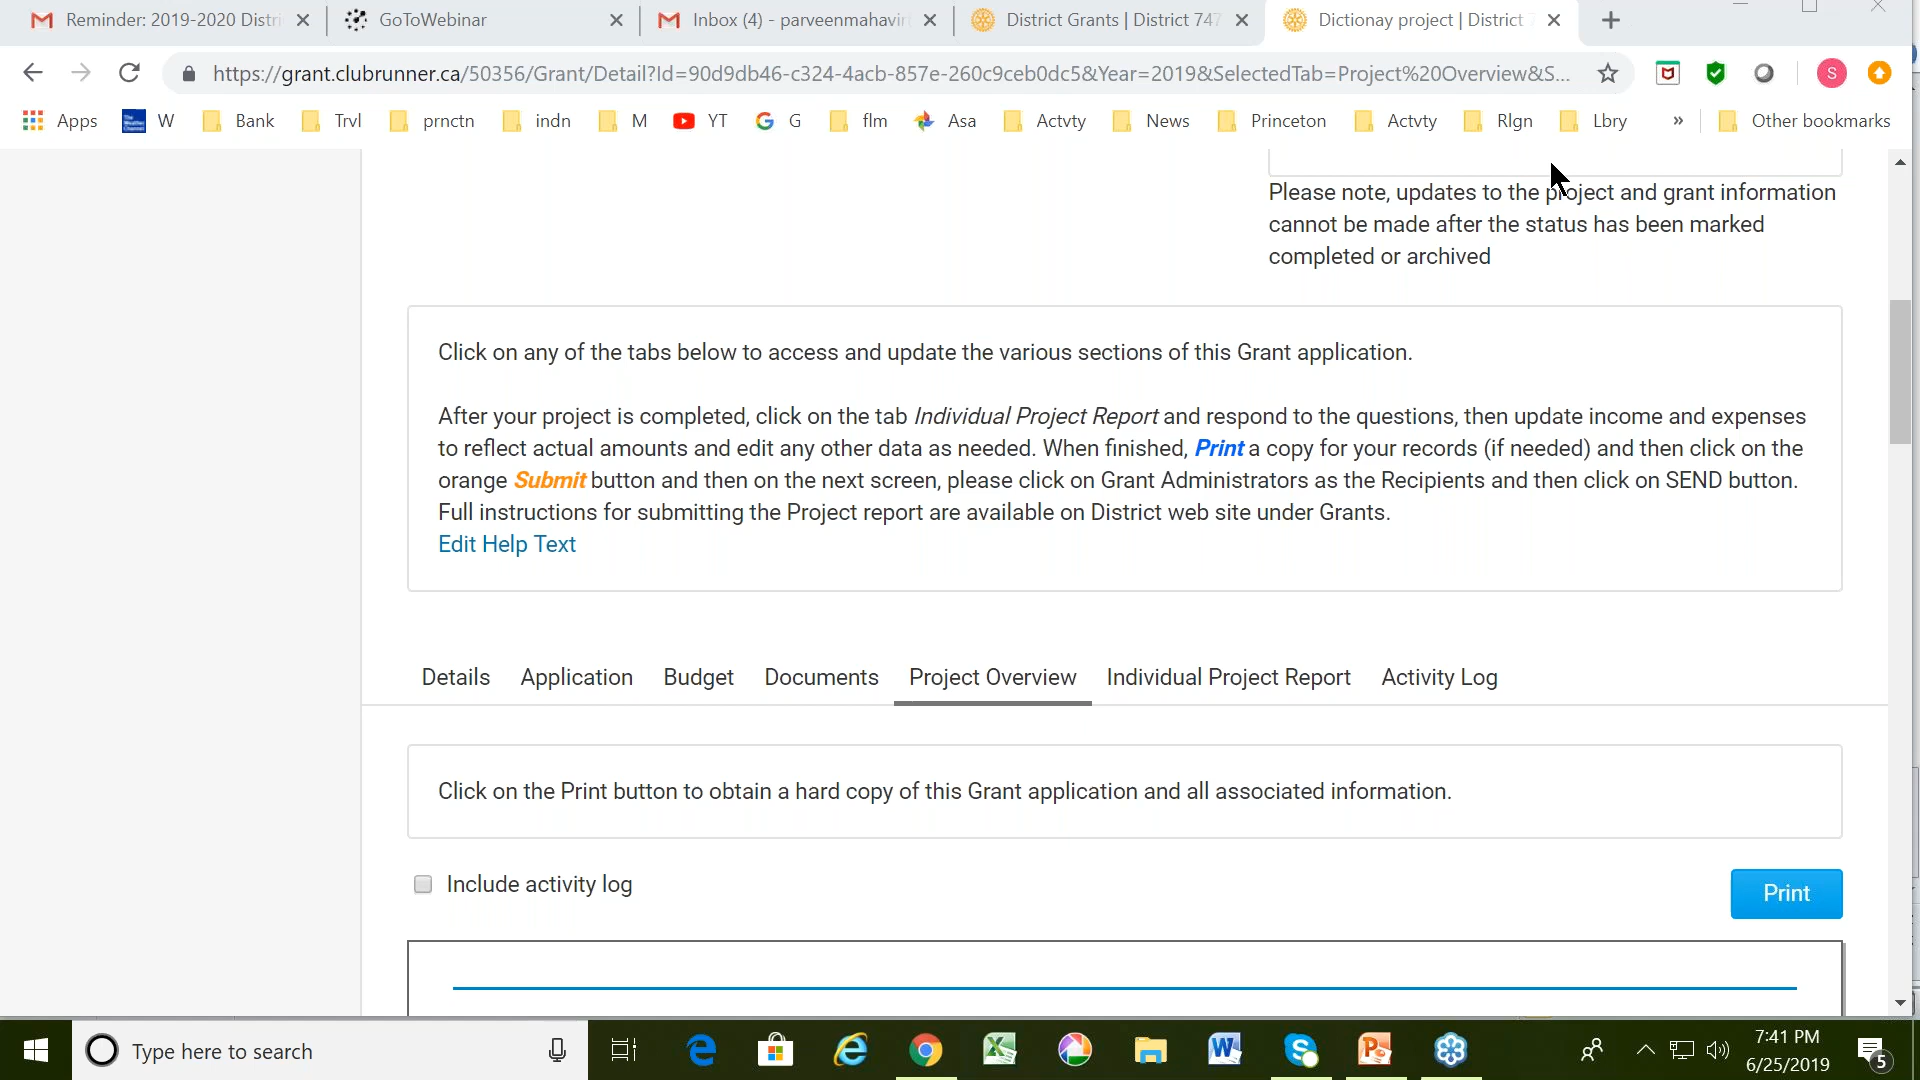 Reminder: 2019-2020 Distri
GoToWebinar
Inbox (4) - parveenmahavir
District Grants | District 747
Dictionay project | District 7
https://grant.clubrunner.ca/50356/Grant/Detail?Id=90d9db46-c324-4acb-857e-260c9ceb0dc5&Year=2019&SelectedTab=Project%20Overview&S...
S
Apps
W
Bank
Trvl
prnctn
indn
M
YT
G
flm
Asa
Actvty
News
Princeton
Actvty
Rlgn
Lbry
»
Other bookmarks
Please note, updates to the project and grant information
cannot be made after the status has been marked
completed or archived
Click on any of the tabs below to access and update the various sections of this Grant application.
After your project is completed, click on the tab Individual Project Report and respond to the questions, then update income and expenses
to reflect actual amounts and edit any other data as needed. When finished, Print a copy for your records (if needed) and then click on the
orange Submit button and then on the next screen, please click on Grant Administrators as the Recipients and then click on SEND button.
Full instructions for submitting the Project report are available on District web site under Grants.
Edit Help Text
Details
Application
Budget
Documents
Project Overview
Individual Project Report
Activity Log
Click on the Print button to obtain a hard copy of this Grant application and all associated information.
Include activity log
Print
Type here to search
7:41 PM
6/25/2019
5